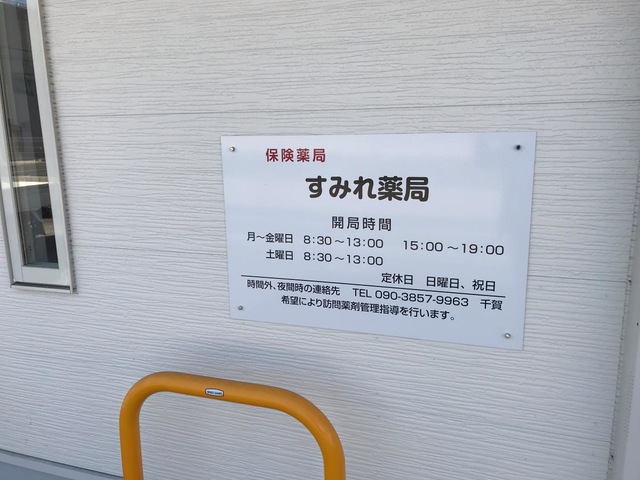 保険薬局
すみれ薬局
開局時間
月～金曜日 8:30～13:00 15:00～19:00
土曜日 8:30～13:00
定休日 日曜日、祝日
時間外、夜間時の連絡先 TEL 090-3857-9963 千賀
希望により訪問薬剤管理指導を行います。